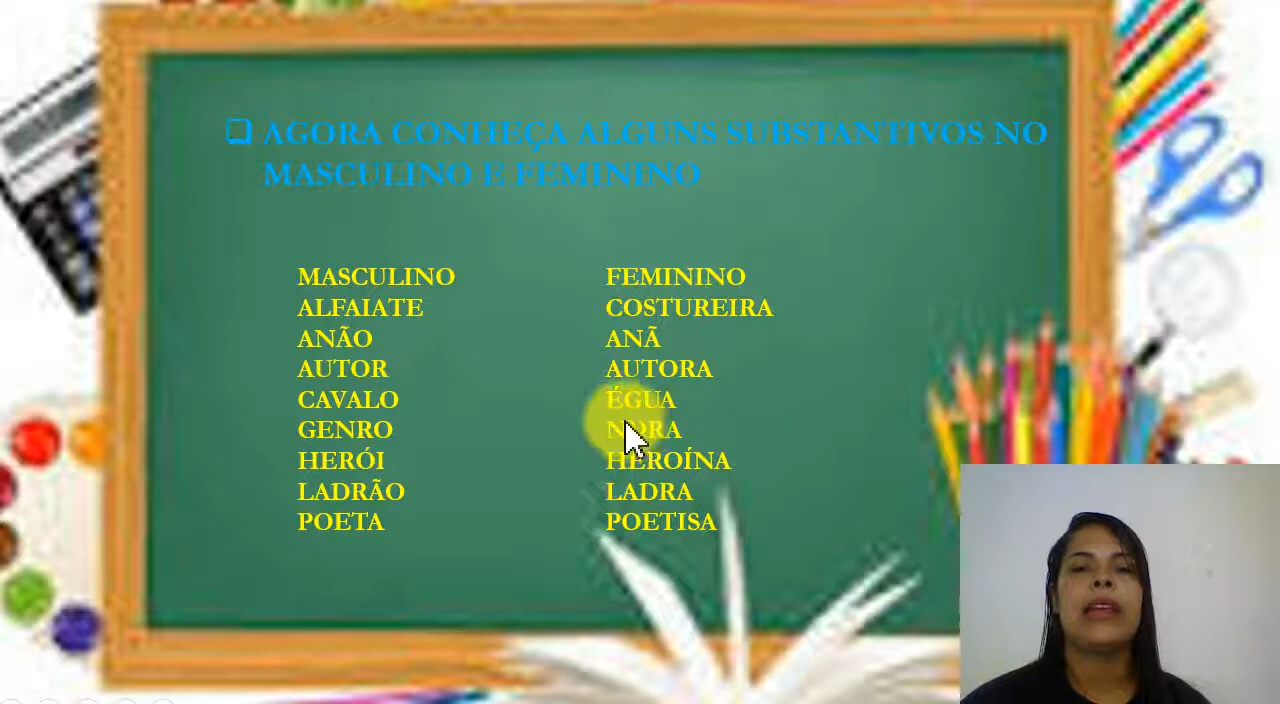 AGORA CONHEÇA ALGUNS SUBSTANTIVOS NO
MASCULINO E FEMININO
MASCULINO FEMININO
ALFAIATE COSTUREIRA
ANÃO ANÃ
AUTOR AUTORA
CAVALO ÉGUA
GENRO NORA
HERÓI HEROÍNA
LADRÃO LADRA
POETA POETISA